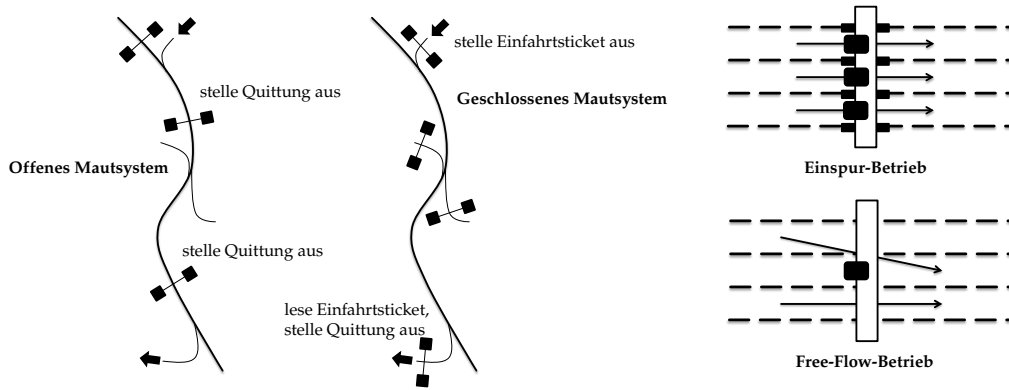 stelle Quittung aus
Offenes Mautsystem
stelle Quittung aus
stelle Einfahrtsticket aus
Geschlossenes Mautsystem
lese Einfahrtsticket,
stelle Quittung aus
Einspur-Betrieb
Free-Flow-Betrieb